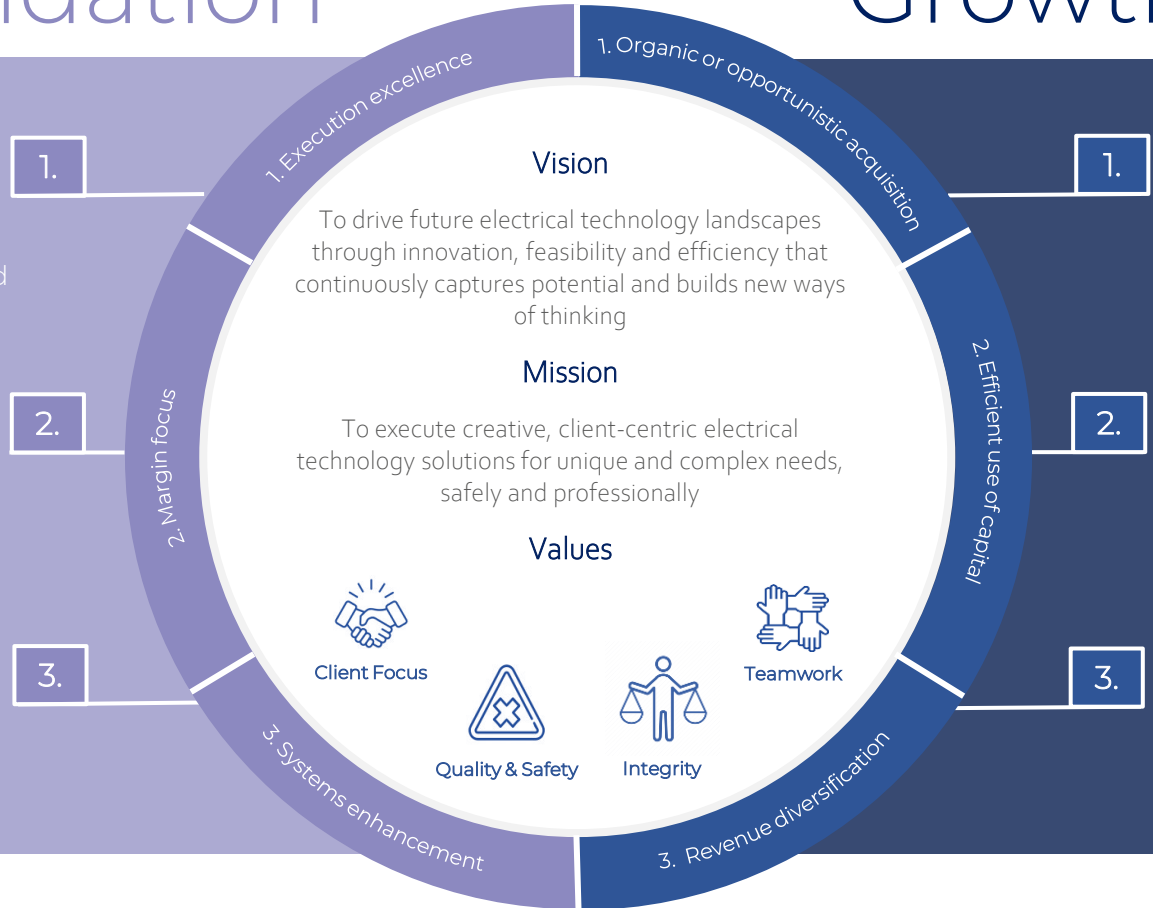 1. Execution excellence
2. Margin focus
3. Systems enhancement
1. Organic or opportunistic acquisition
2. Efficient use of capital
3. Revenue diversification
1.
2.
3.
Vision
To drive future electrical technology landscapes
through innovation, feasibility and efficiency that
continuously captures potential and builds new ways
of thinking
Mission
To execute creative, client-centric electrical
technology solutions for unique and complex needs,
safely and professionally
Values
Client Focus
Quality & Safety
Integrity
Teamwork
1.
2.
3.